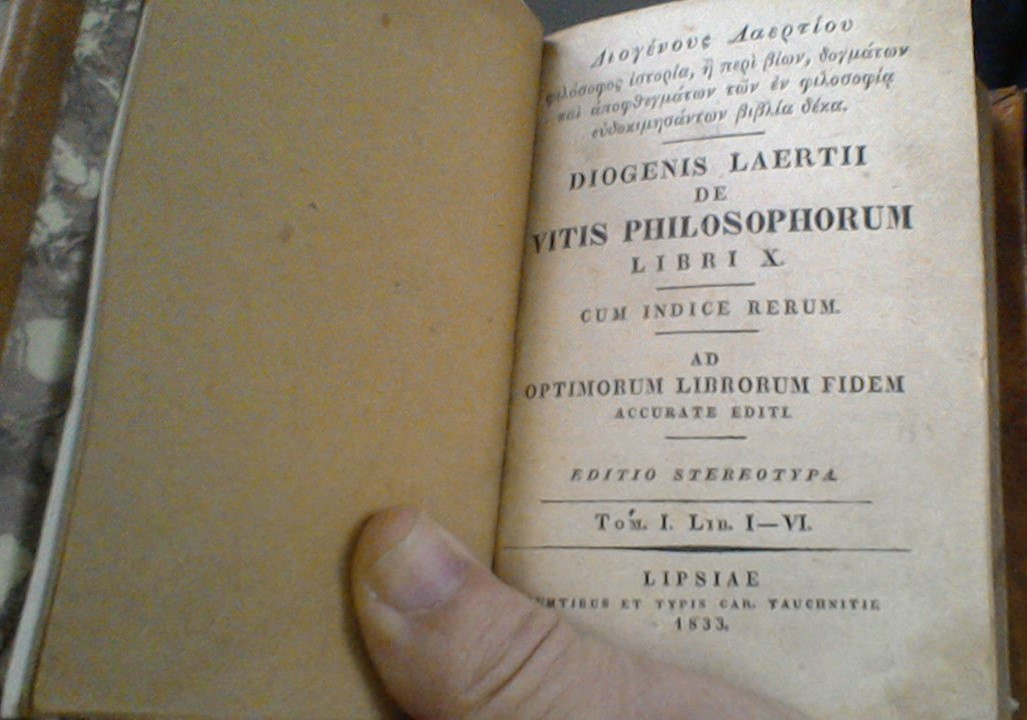 Διογένους Λαερτίου
φιλόσοφος ἱστορία, ἢ περὶ βίων, δογμάτων
καὶ ἀποφθεγμάτων τῶν ἐν φιλοσοφίᾳ
εὐδοκιμησάντων βιβλία δέκα.
DIOGENIS LAERTII
DE
VITIS PHILOSOPHORUM
LIBRI X.
CUM INDICE RERUM.
AD
OPTIMORUM LIBRORUM FIDEM
ACCURATE EDITI.
EDITIO STEREOTYPA.
Tom. I. Lib. I—VI.
LIPSIAE
ET TYPIS CAR. TAUCHNITII.
1833.